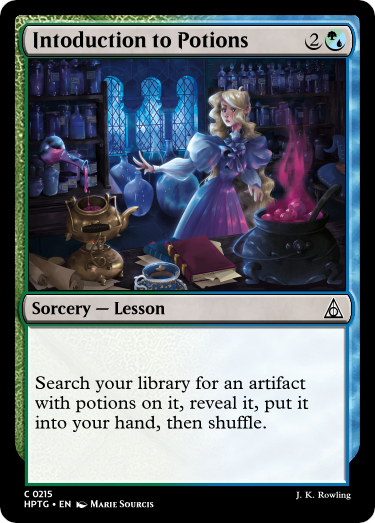 Intoduction to Potions 2
Sorcery — Lesson
Search your library for an artifact
with potions on it, reveal it, put it
into your hand, then shuffle.
C 0215
HPTG • EN Marie Sourcis
J. K. Rowling